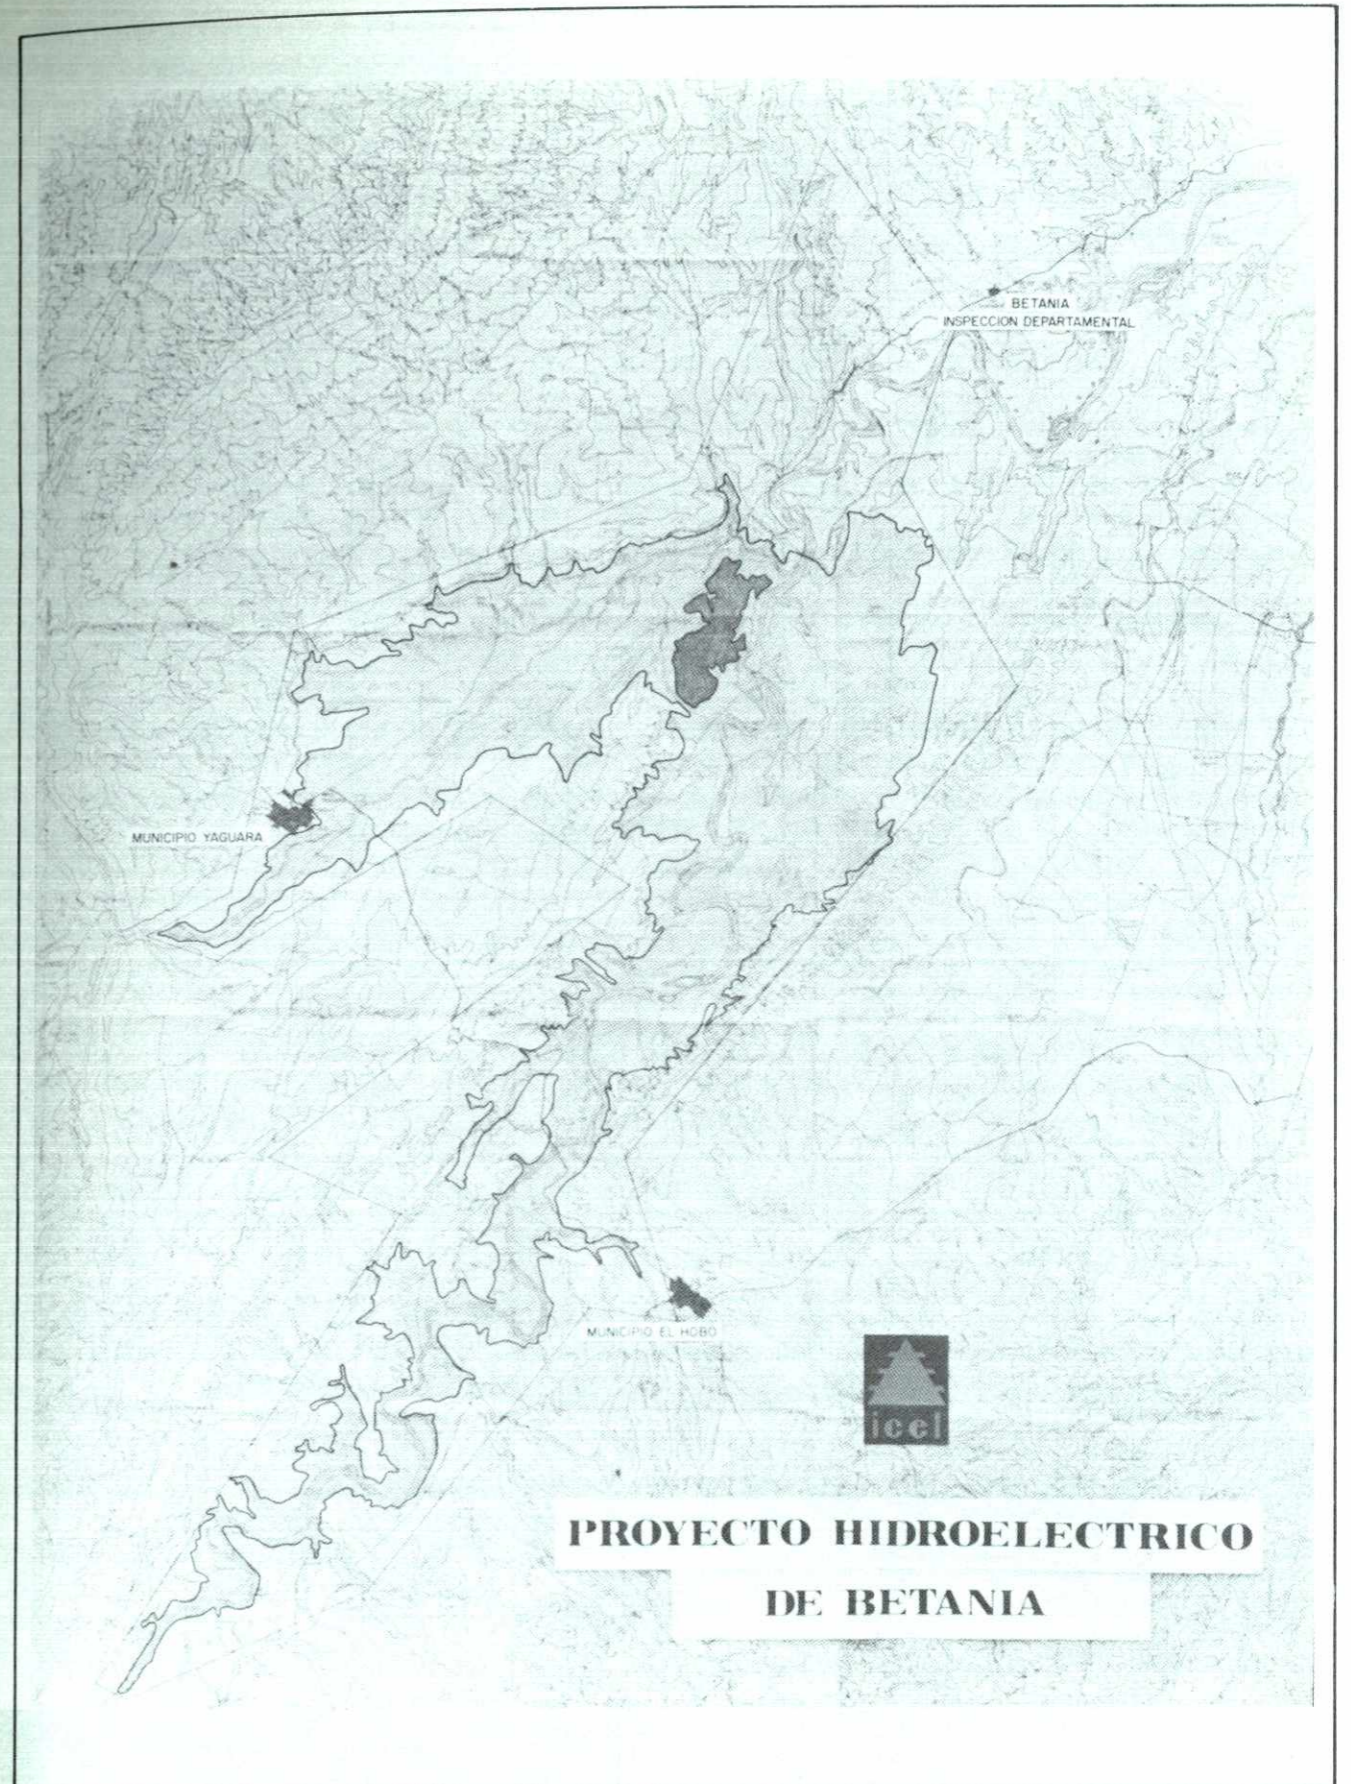 BETANIA
INSPECCION DEPARTAMENTAL
MUNICIPIO YAGUARA
MUNICIPIO EL HOBO
icel
PROYECTO HIDROELECTRICO
DE BETANIA